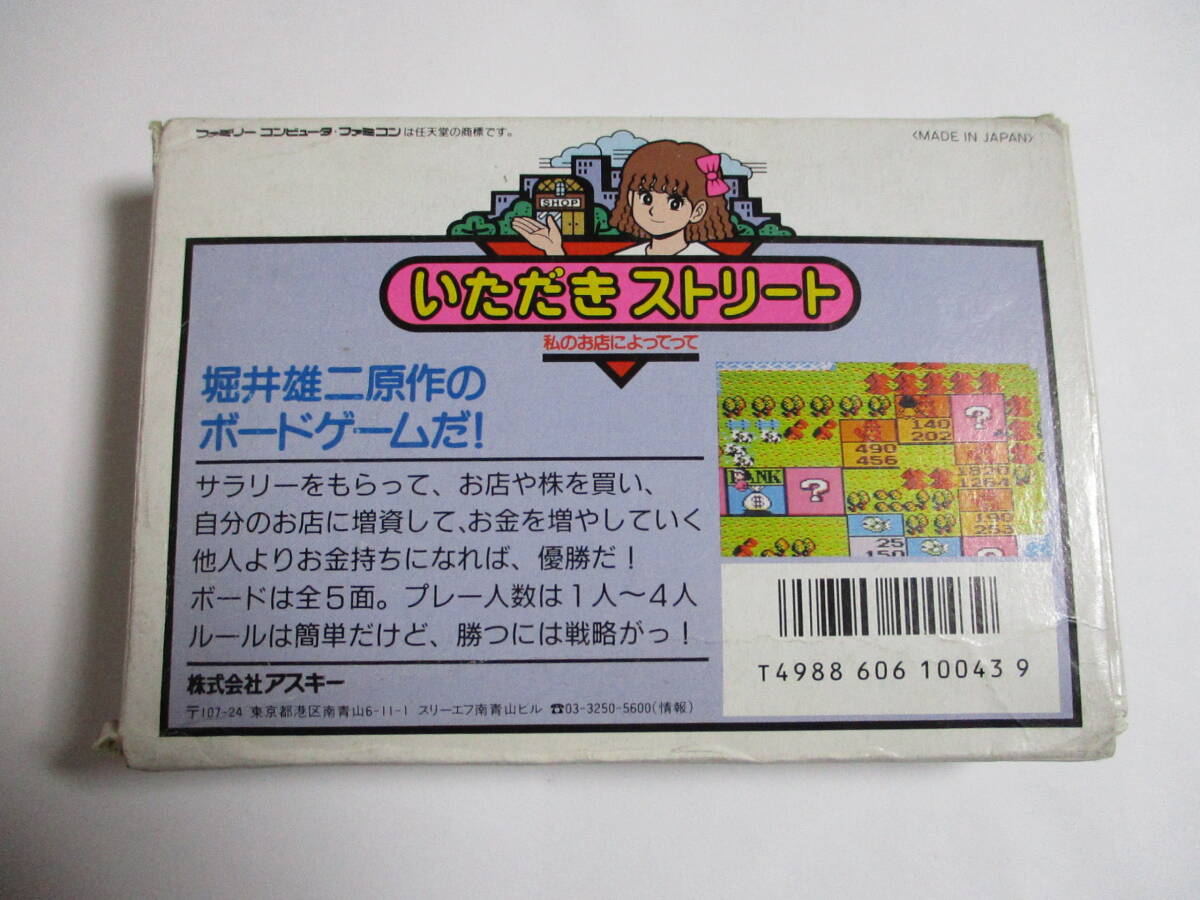 ファミリー コンピュータ・ファミコンは任天堂の商標です。
〈MADE IN JAPAN〉
SHOP
いただきストリート
私のお店によってって
堀井雄二原作の
ボードゲームだ!
サラリーをもらって、お店や株を買い、
自分のお店に増資して、お金を増やしていく
他人よりお金持ちになれば、優勝だ!
ボードは全5面。プレー人数は1人〜4人
ルールは簡単だけど、勝つには戦略がっ!
株式会社アスキー
〒107-24 東京都港区南青山6-11-1 スリーエフ南青山ビル ☎03-3250-5600(情報)
?
140
202
490
456
1264
BANK
?
25
150
?
T4988 606 10043 9